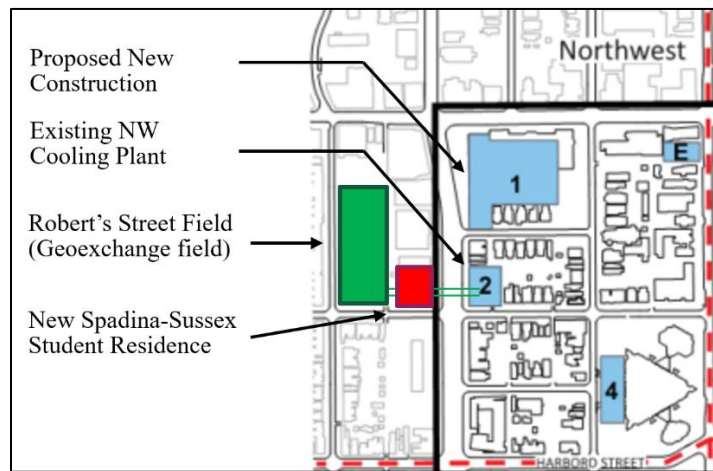 Proposed New
Construction
Existing NW
Cooling Plant
Robert's Street Field
(Geoexchange field)
New Spadina-Sussex
Student Residence
Northwest
1
E
2
4
HARBORD STREET